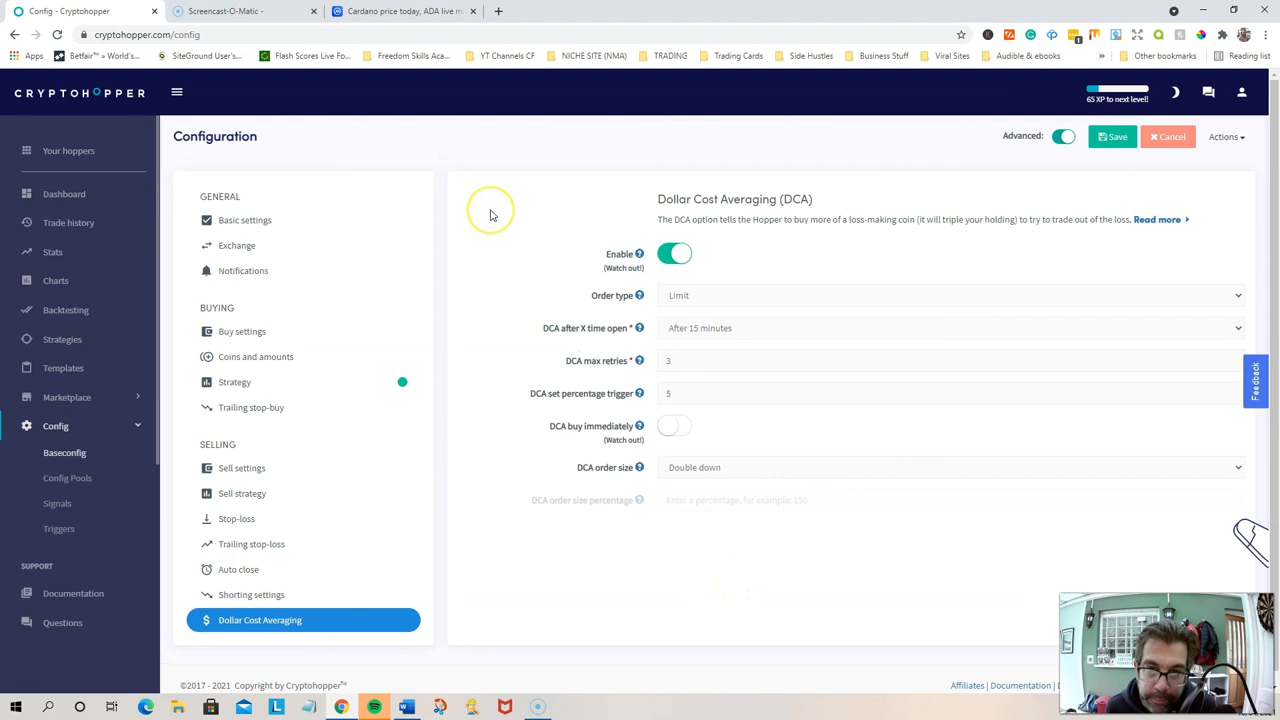 Config - Cryptohopper
Screencast-O-Matic -
Cardano price today, ADA live m
cryptohopper.com/config
Apps
Betfair™ » World's...
SiteGround User's...
Flash Scores Live Fo...
Freedom Skills Aca...
YT Channels CF
NICHE SITE (NMA)
TRADING
Trading Cards
Side Hustles
Business Stuff
Viral Sites
Audible & ebooks
»
Other bookmarks
Reading list
CRYPTOHOPPER
65 XP to next level!
Configuration
Advanced:
Save
Cancel
Actions
Your hoppers
Dashboard
Trade history
Stats
Charts
Backtesting
Strategies
Templates
Marketplace
Config
Baseconfig
Config Pools
Signals
Triggers
SUPPORT
Documentation
Questions
GENERAL
Basic settings
Exchange
Notifications
BUYING
Buy settings
Coins and amounts
Strategy
Trailing stop-buy
SELLING
Sell settings
Sell strategy
Stop-loss
Trailing stop-loss
Auto close
Shorting settings
$ Dollar Cost Averaging
Dollar Cost Averaging (DCA)
The DCA option tells the Hopper to buy more of a loss-making coin (it will triple your holding) to try to trade out of the loss. Read more
Enable
(Watch out!)
Order type
Limit
DCA after X time open *
After 15 minutes
DCA max retries *
3
DCA set percentage trigger
5
DCA buy immediately
(Watch out!)
DCA order size
Double down
DCA order size percentage
Enter a percentage, for example: 150
Feedback
©2017 - 2021 Copyright by Cryptohopper™
Affiliates | Documentation |